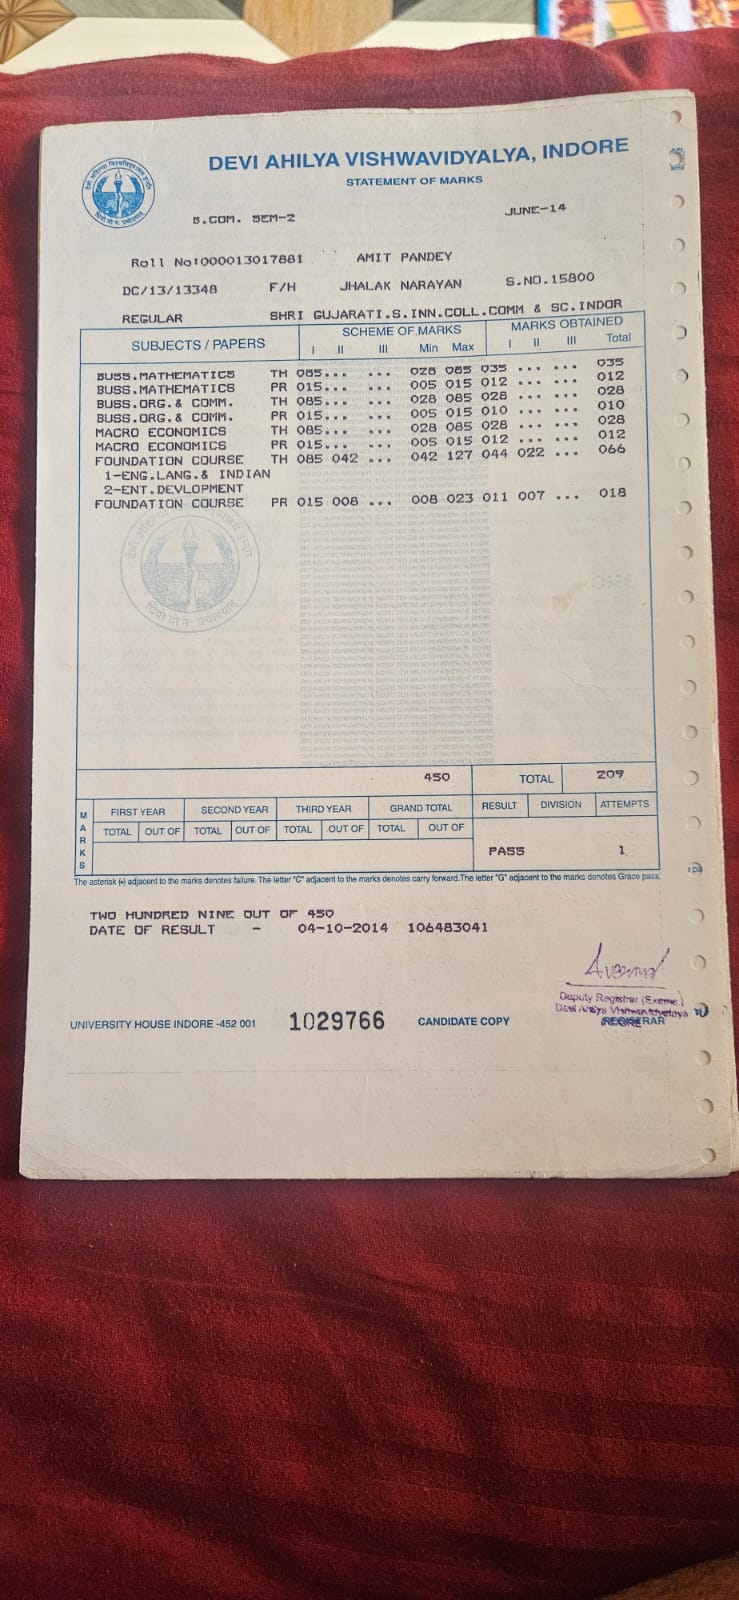 DEVI AHILYA VISHWAVIDYALYA, INDORE
STATEMENT OF MARKS
B.COM. SEM-2 JUNE-14
Roll No:000013017881 AMIT PANDEY
DC/13/13348 F/H JHALAK NARAYAN S.NO.15800
REGULAR SHRI GUJARATI.S.INN.COLL.COMM & SC.INDOR
SUBJECTS / PAPERS SCHEME OF MARKS MARKS OBTAINED
I II III Min Max I II III Total
BUSS.MATHEMATICS TH 085... ... 028 085 035 ... ... 035
BUSS.MATHEMATICS PR 015... ... 005 015 012 ... ... 012
BUSS.ORG.& COMM. TH 085... ... 028 085 028 ... ... 028
BUSS.ORG.& COMM. PR 015... ... 005 015 010 ... ... 010
MACRO ECONOMICS TH 085... ... 028 085 028 ... ... 028
MACRO ECONOMICS PR 015... ... 005 015 012 ... ... 012
FOUNDATION COURSE TH 085 042 ... 042 127 044 022 ... 066
1-ENG.LANG.& INDIAN
2-ENT.DEVLOPMENT
FOUNDATION COURSE PR 015 008 ... 008 023 011 007 ... 018
450 TOTAL 209
MARKS FIRST YEAR SECOND YEAR THIRD YEAR GRAND TOTAL RESULT DIVISION ATTEMPTS
TOTAL OUT OF TOTAL OUT OF TOTAL OUT OF TOTAL OUT OF
PASS 1
The asterisk (*) adjacent to the marks denotes failure. The letter "C" adjacent to the marks denotes carry forward.The letter "G" adjacent to the marks denotes Grace pass.
TWO HUNDRED NINE OUT OF 450
DATE OF RESULT - 04-10-2014 106483041
Deputy Registrar (Exams.)
Devi Ahilya Vishwavidyalaya
INDORE
REGISTRAR
UNIVERSITY HOUSE INDORE -452 001 1029766 CANDIDATE COPY